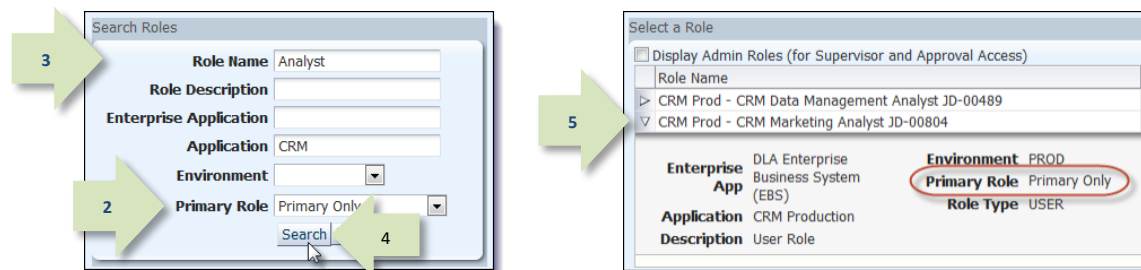 Search Roles
3
Role Name Analyst
Role Description
Enterprise Application
Application CRM
Environment
2
Primary Role Primary Only
Search
4
Select a Role
Display Admin Roles (for Supervisor and Approval Access)
Role Name
CRM Prod - CRM Data Management Analyst JD-00489
5
CRM Prod - CRM Marketing Analyst JD-00804
Enterprise App DLA Enterprise Business System (EBS)
Application CRM Production
Description User Role
Environment PROD
Primary Role Primary Only
Role Type USER